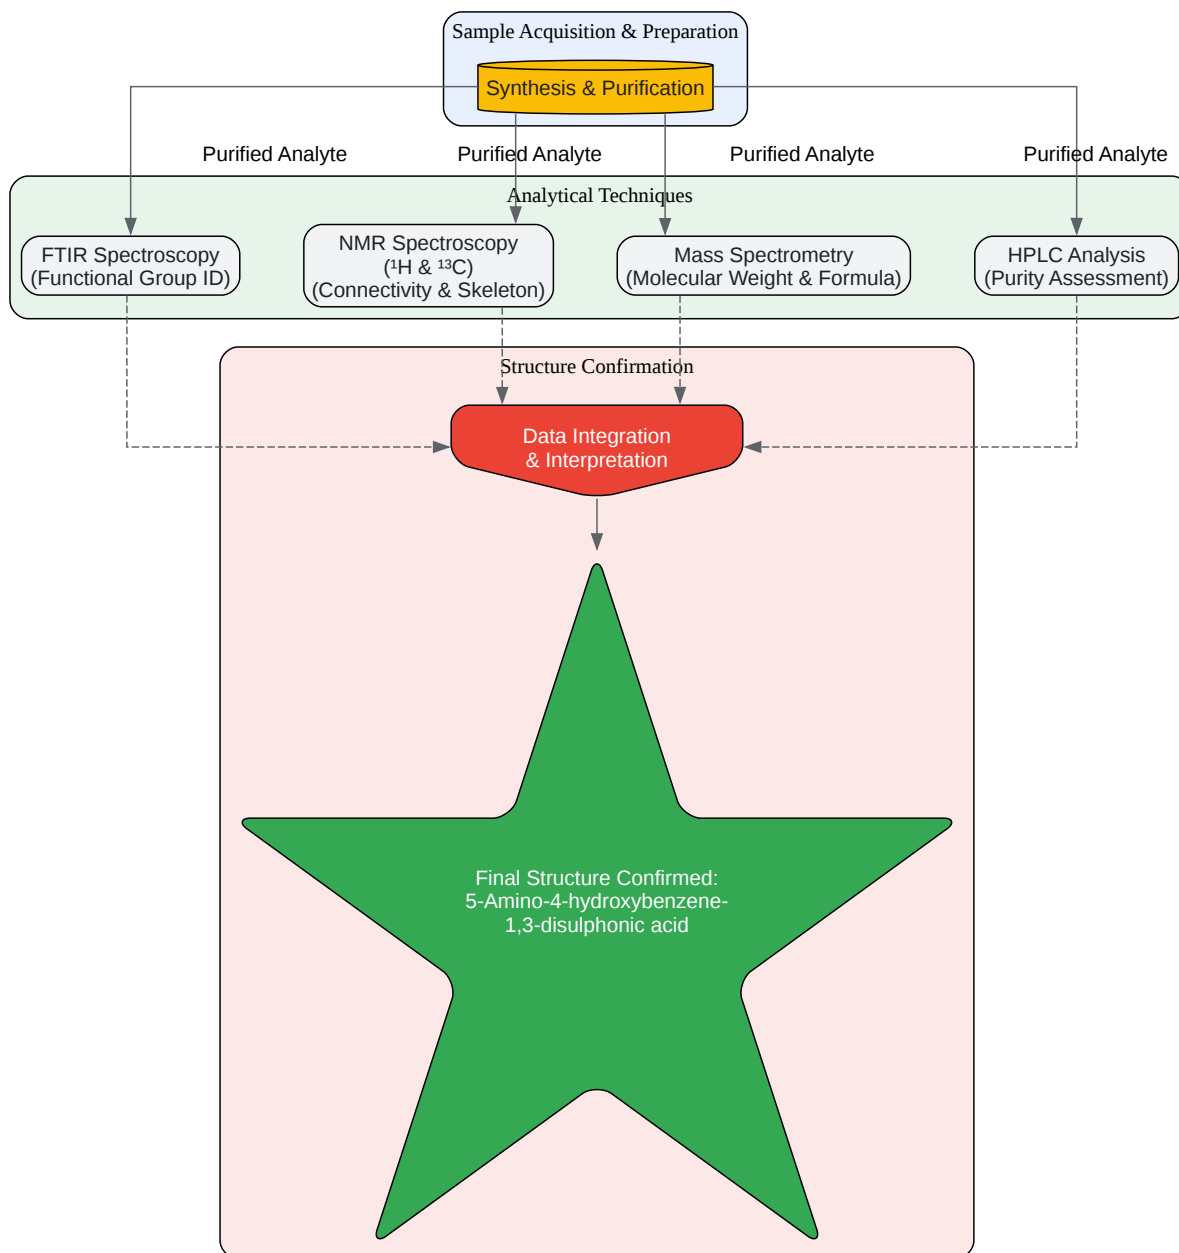 Sample Acquisition & Preparation
Synthesis & Purification
Purified Analyte
Purified Analyte
Purified Analyte
Purified Analyte
Analytical Techniques
FTIR Spectroscopy
(Functional Group ID)
NMR Spectroscopy
(¹H & ¹³C)
(Connectivity & Skeleton)
Mass Spectrometry
(Molecular Weight & Formula)
HPLC Analysis
(Purity Assessment)
Structure Confirmation
Data Integration
& Interpretation
Final Structure Confirmed:
5-Amino-4-hydroxybenzene-
1,3-disulphonic acid